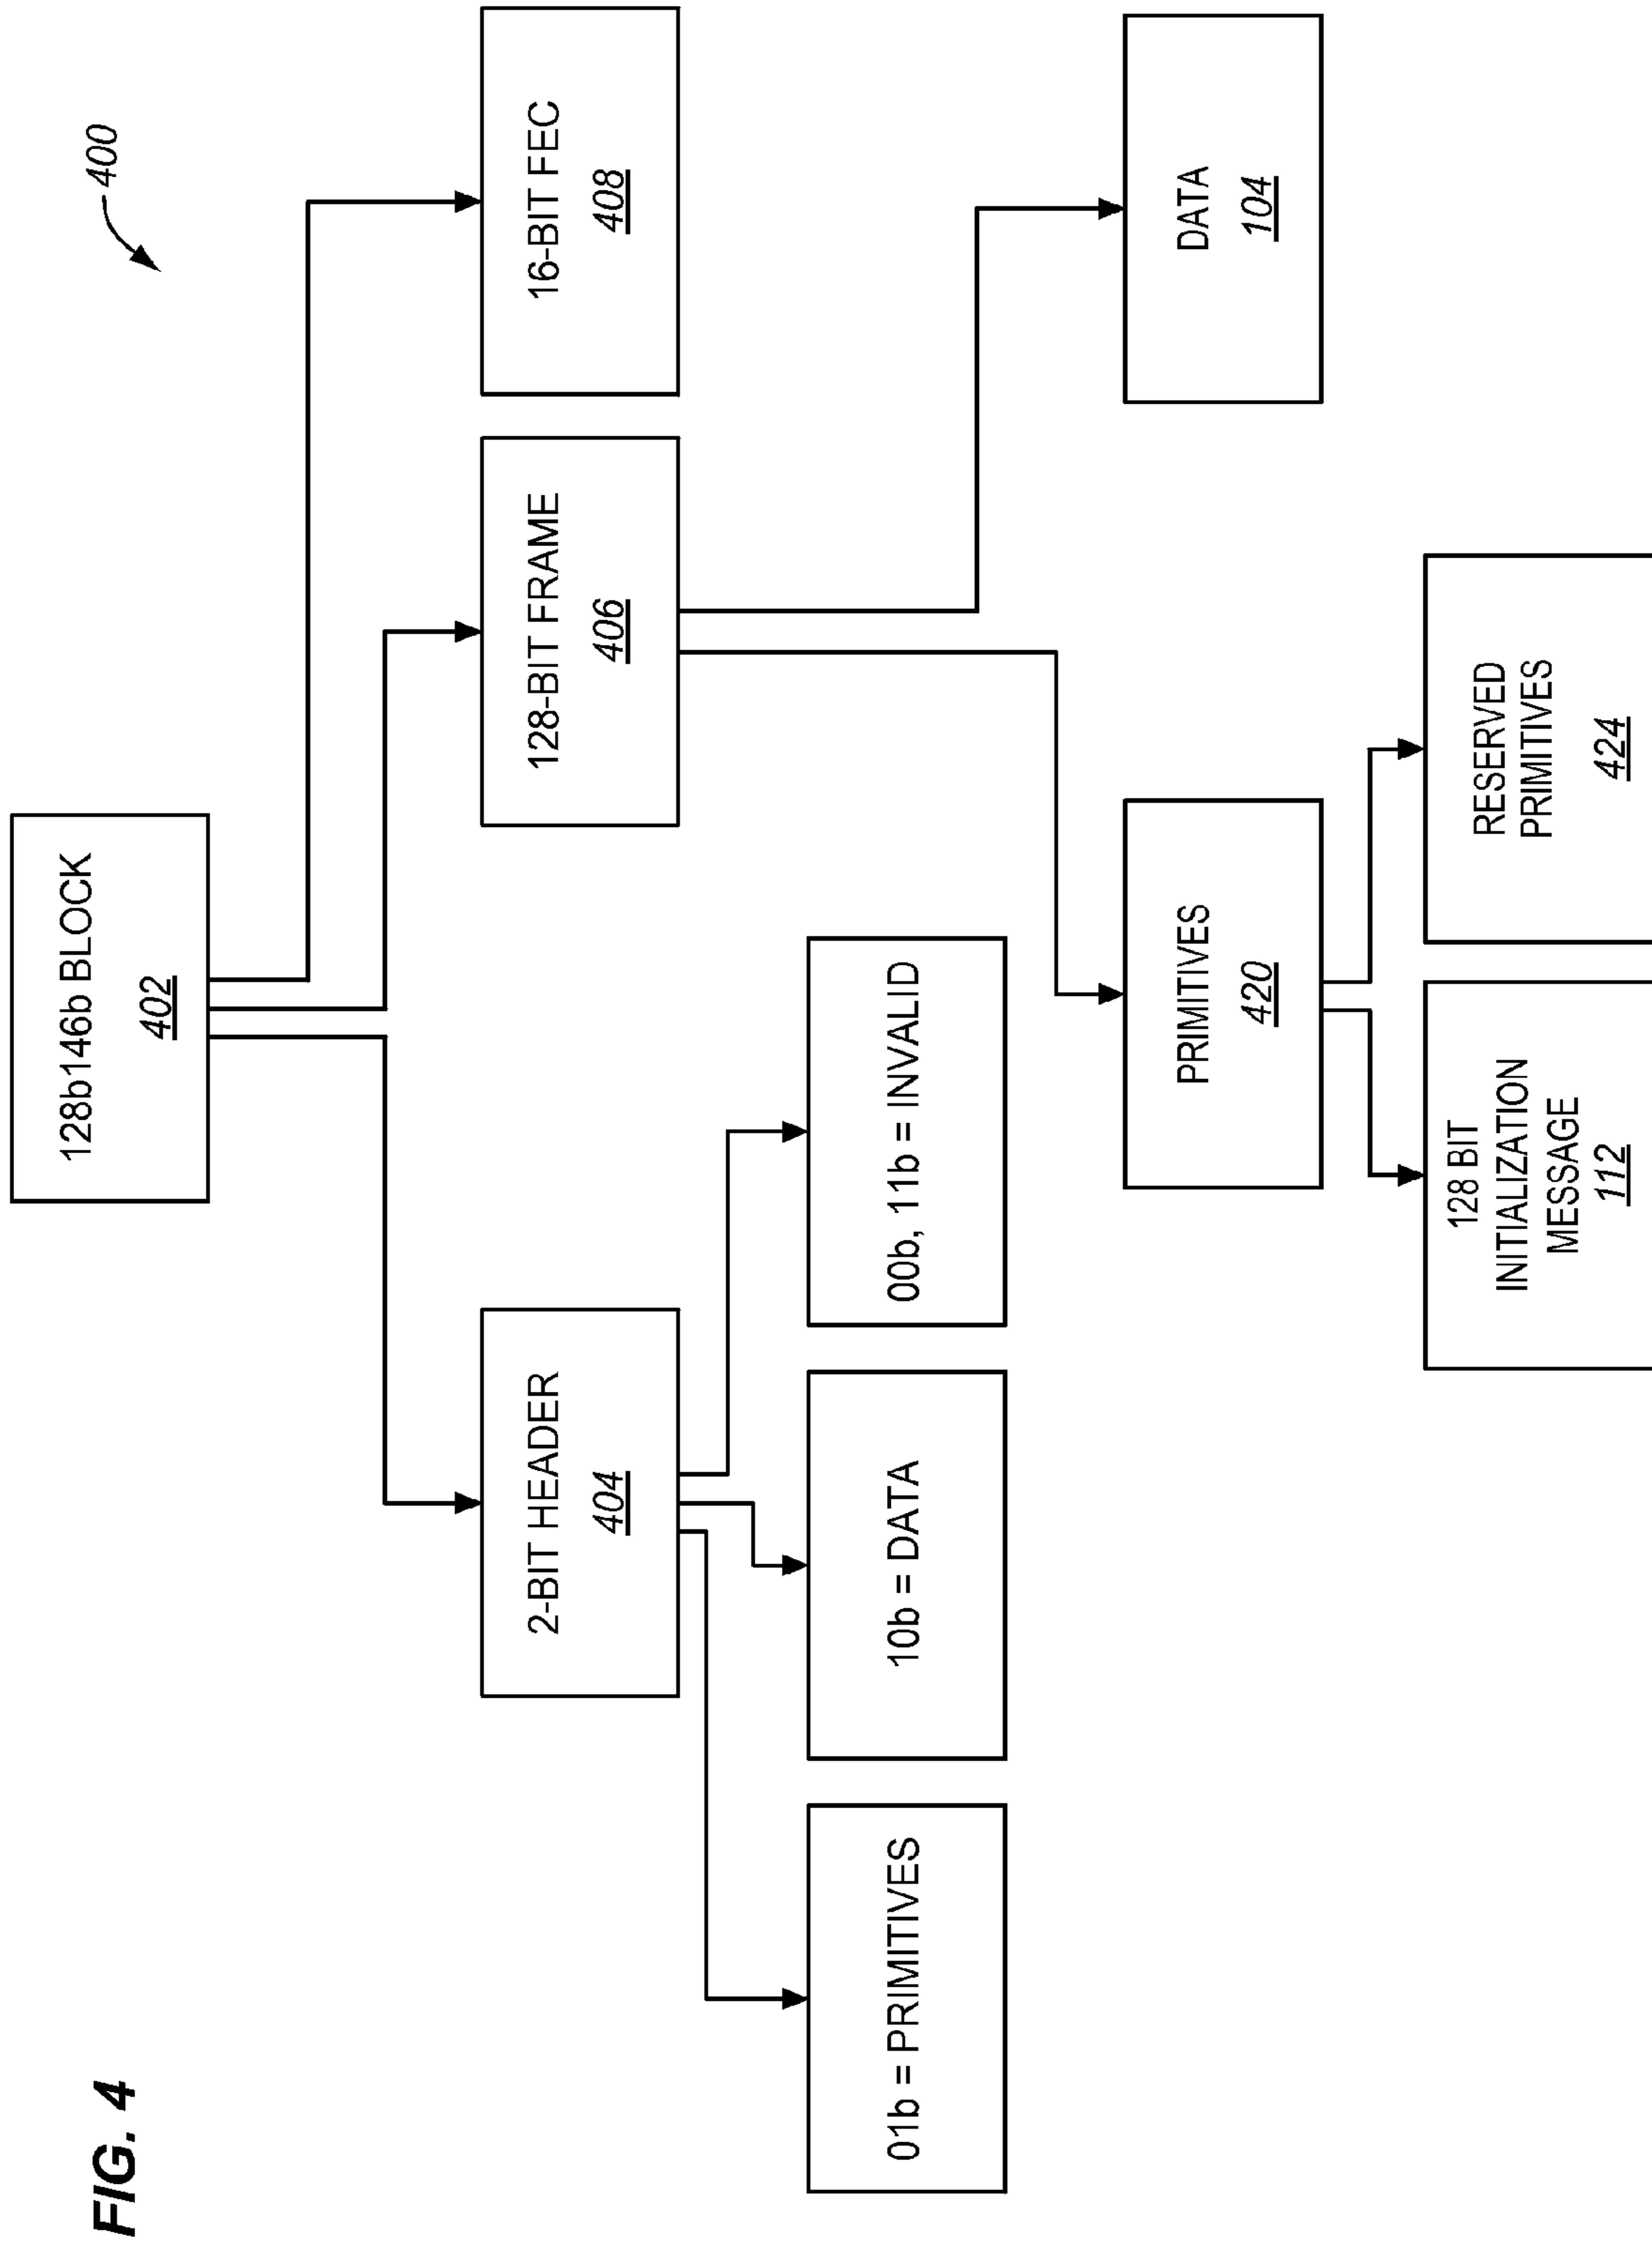 FIG. 4
400
128b146b BLOCK
402
2-BIT HEADER
404
128-BIT FRAME
406
16-BIT FEC
408
01b = PRIMITIVES
10b = DATA
00b, 11b = INVALID
PRIMITIVES
420
DATA
104
128 BIT
INITIALIZATION
MESSAGE
112
RESERVED
PRIMITIVES
424